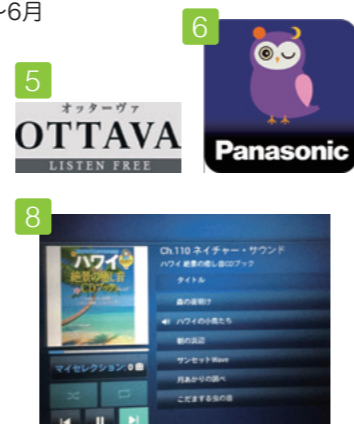 ~6月
5
オッターヴァ
OTTAVA
LISTEN FREE
6
Panasonic
8
ハワイ
絶景の癒し音
CDブック
Ch.110 ネイチャー・サウンド
ハワイ 絶景の癒し音CDブック
タイトル
森の夜明け
ハワイの小鳥たち
朝の浜辺
サンセットWave
月あかりの調べ
こだまする虫の音
マイセレクション: 0